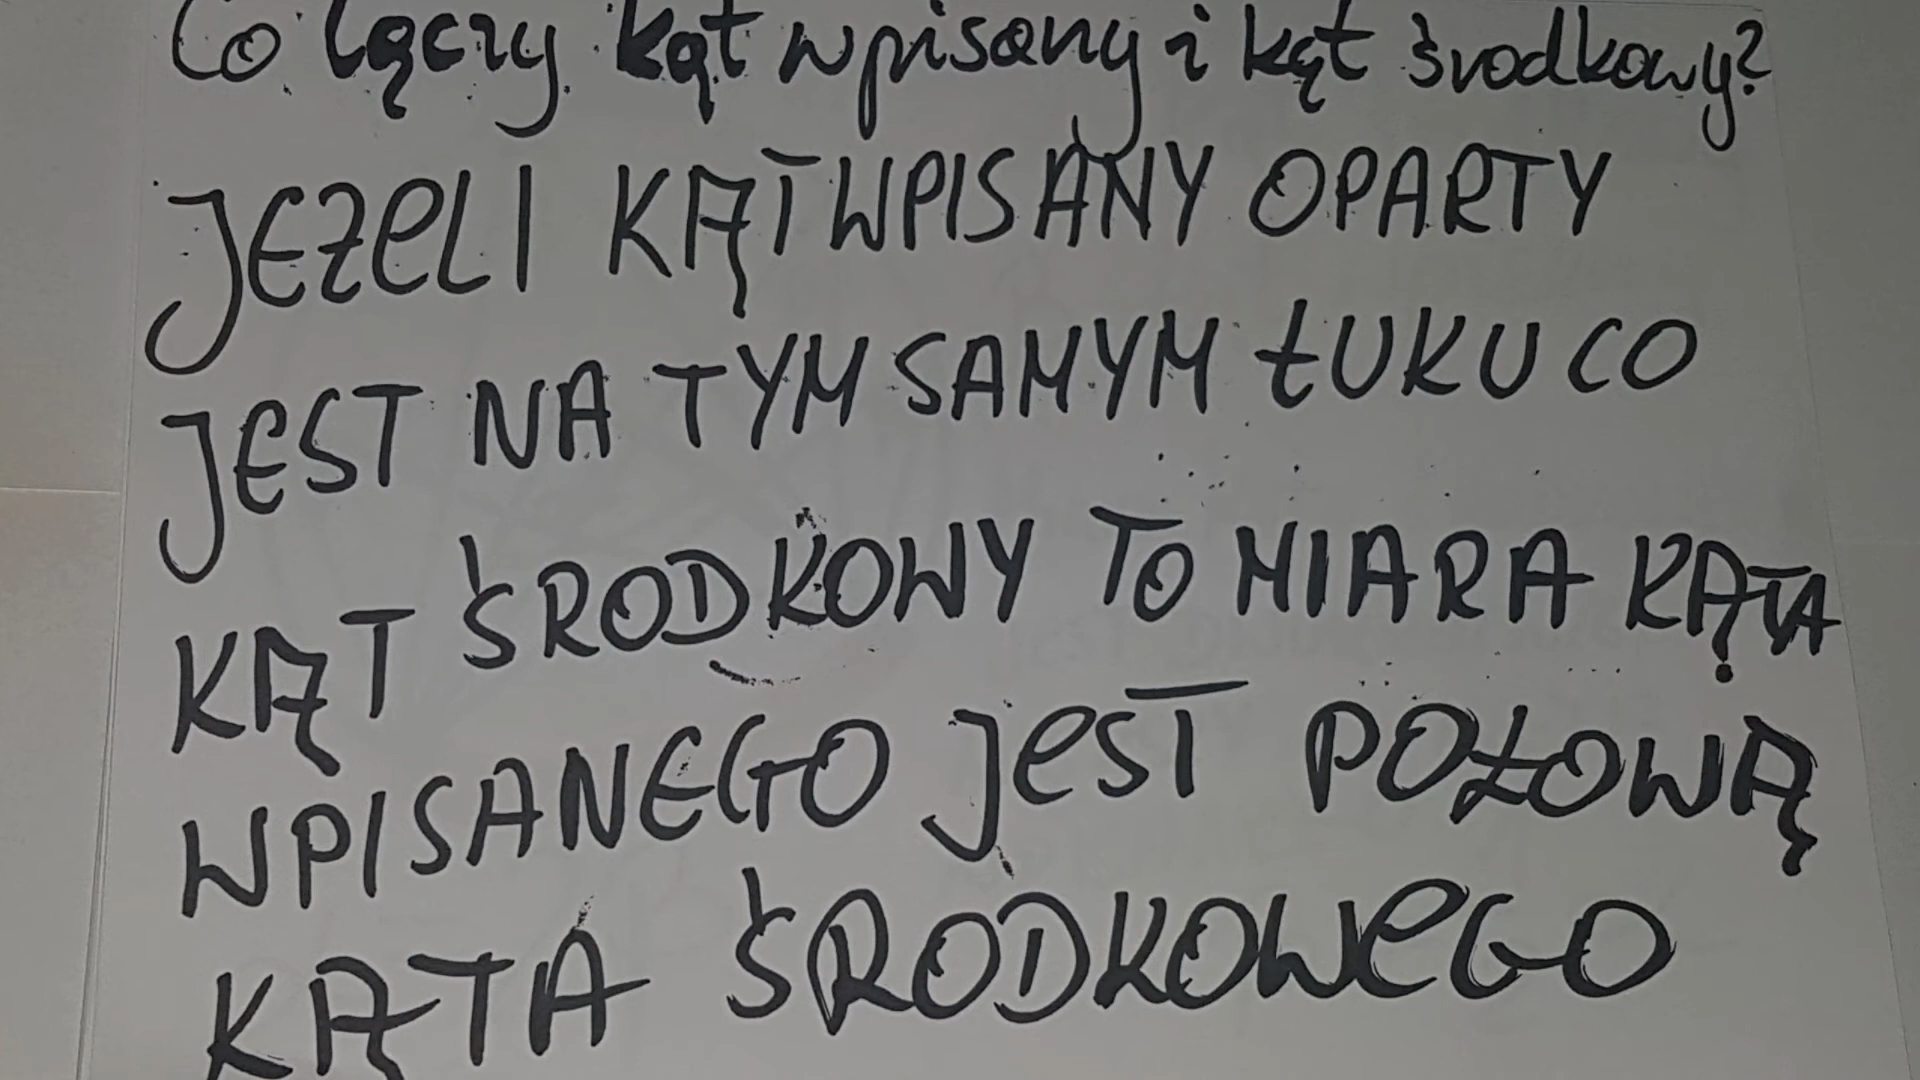 Co łączy kąt wpisany i kąt środkowy?
JEŻELI KĄT WPISANY OPARTY
JEST NA TYM SAMYM ŁUKU CO
KĄT ŚRODKOWY TO MIARA KĄTA
WPISANEGO JEST POŁOWĄ
KĄTA ŚRODKOWEGO